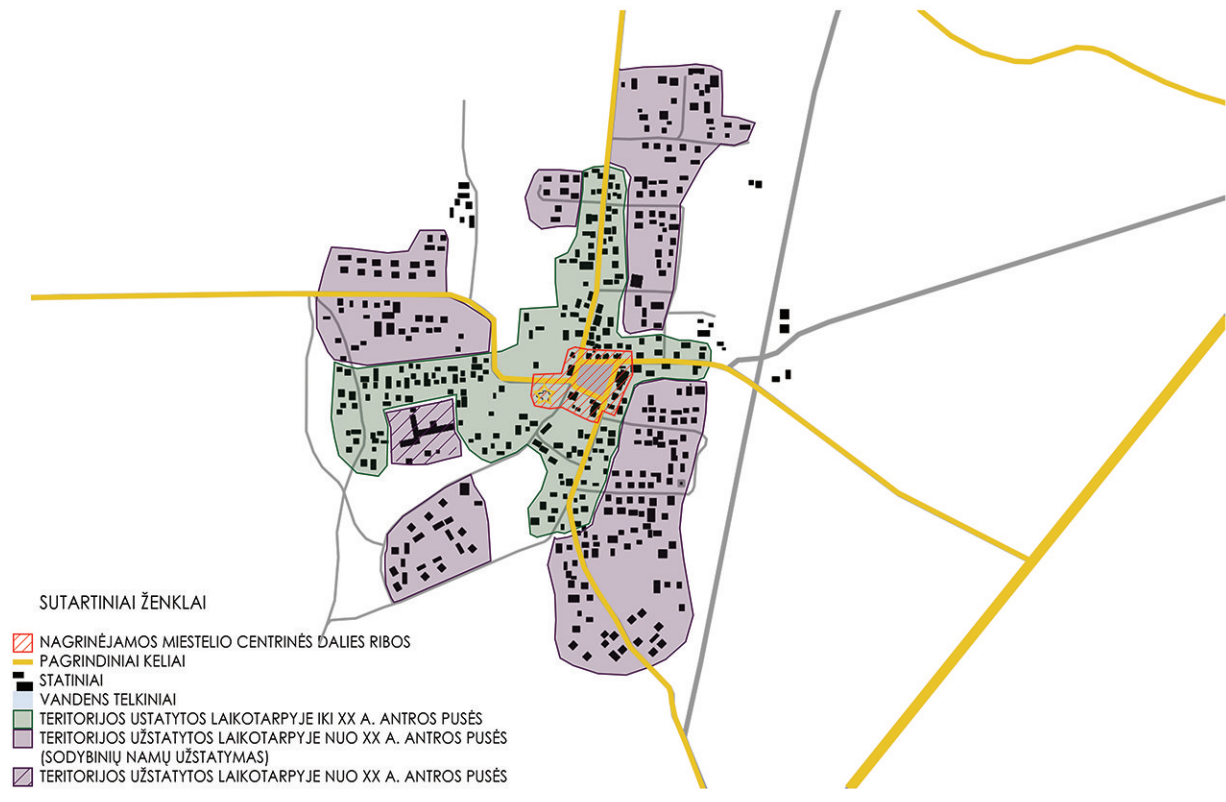 SUTARTINIAI ŽENKLAI
NAGRINĖJAMOS MIESTELIO CENTRINĖS DALIES RIBOS
PAGRINDINIAI KELIAI
STATINIAI
VANDENS TELKINIAI
TERITORIJOS USTATYTOS LAIKOTARPYJE IKI XX A. ANTROS PUSĖS
TERITORIJOS UŽSTATYTOS LAIKOTARPYJE NUO XX A. ANTROS PUSĖS
(SODYBINIŲ NAMŲ UŽSTATYMAS)
TERITORIJOS UŽSTATYTOS LAIKOTARPYJE NUO XX A. ANTROS PUSĖS